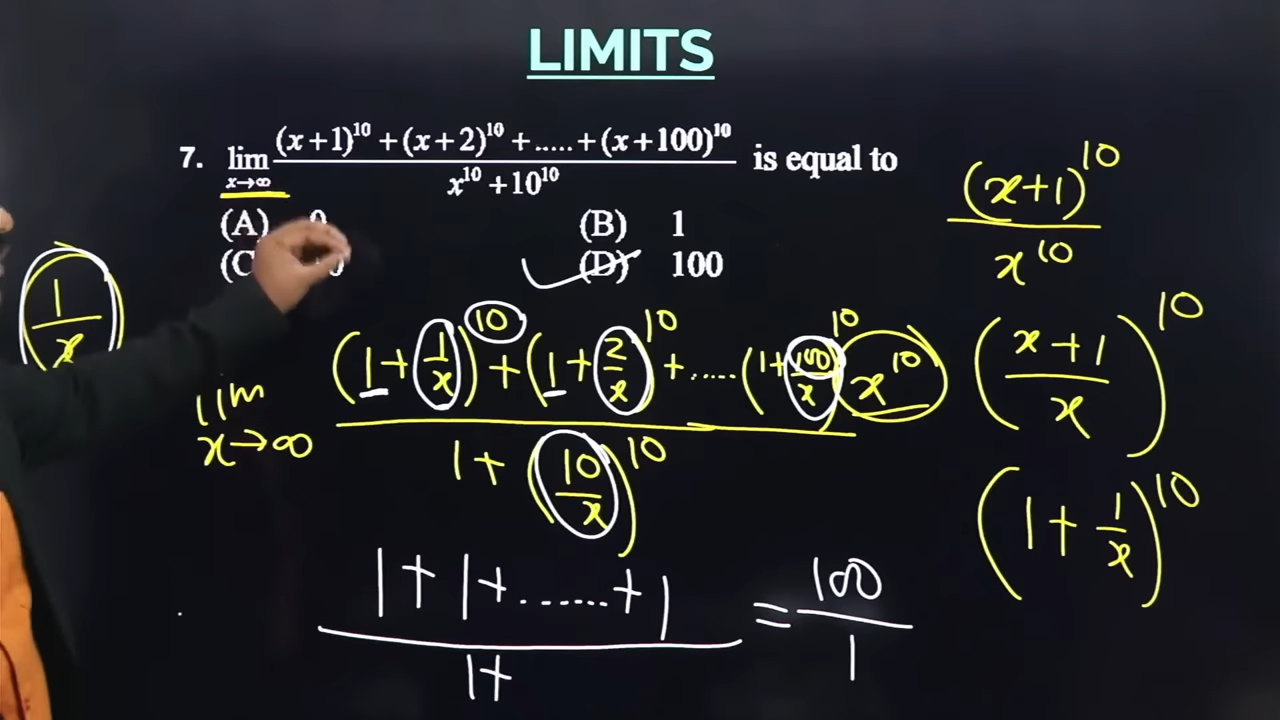 LIMITS
7. lim x→∞ (x+1)^10 + (x+2)^10 + ..... + (x+100)^10 / x^10 + 10^10 is equal to
(A) 0 (B) 1
(C (D) 100
(x+1)^10 / x^10
1/x
lim x→∞ (1+1/x)^10 + (1+2/x)^10 + ..... (1+100/x)^10 x^10 / 1+(10/x)^10
(x+1/x)^10
(1+1/x)^10
1+1+.......+1 / 1+ = 100/1